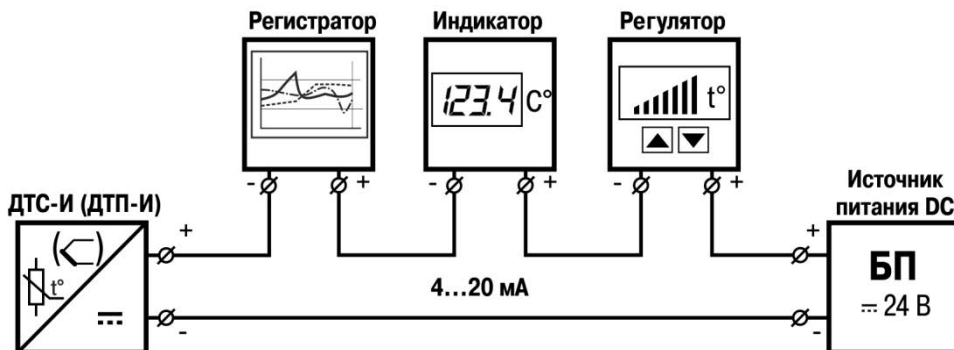 Регистратор
Индикатор
Регулятор
123.4 C°
t°
- +
- +
- +
ДТС-И (ДТП-И)
Источник
питания DC
+
+
t°
4...20 мА
БП
24 В
-
-